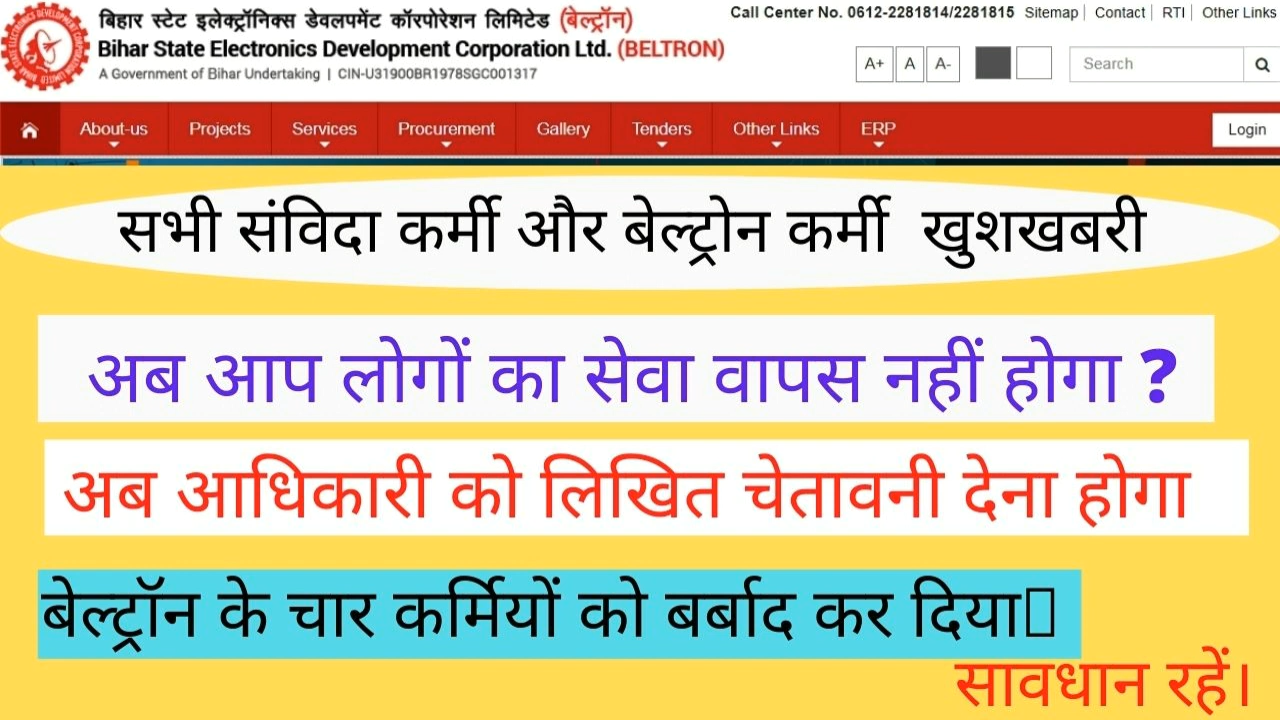 बिहार स्टेट इलेक्ट्रॉनिक्स डेवलपमेंट कॉरपोरेशन लिमिटेड (बेल्ट्रॉन)
Bihar State Electronics Development Corporation Ltd. (BELTRON)
A Government of Bihar Undertaking | CIN-U31900BR1978SGC001317
Call Center No. 0612-2281814/2281815 Sitemap | Contact | RTI | Other Links
A+ A A- Search
About-us Projects Services Procurement Gallery Tenders Other Links ERP Login
सभी संविदा कर्मी और बेल्ट्रोन कर्मी खुशखबरी
अब आप लोगों का सेवा वापस नहीं होगा ?
अब आधिकारी को लिखित चेतावनी देना होगा
बेल्ट्रॉन के चार कर्मियों को बर्बाद कर दिया
सावधान रहें।